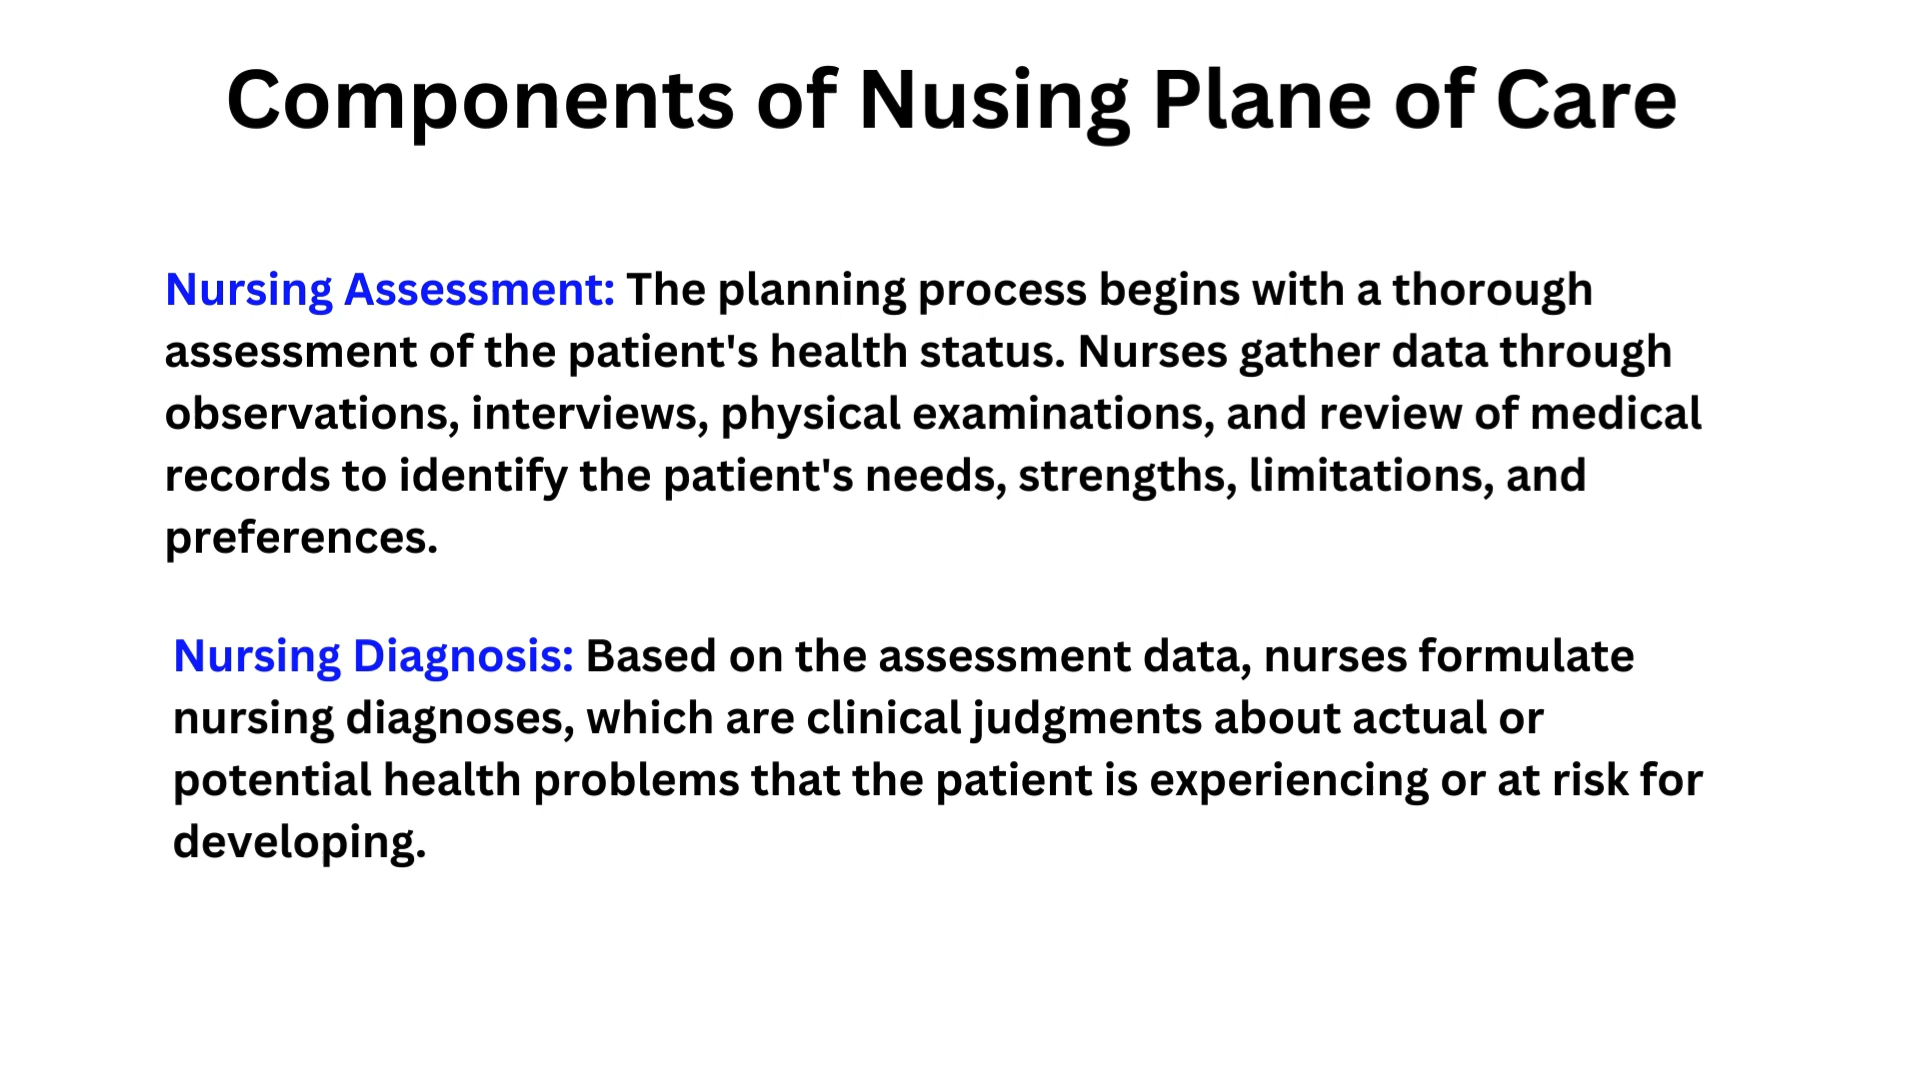 Components of Nusing Plane of Care
Nursing Assessment: The planning process begins with a thorough
assessment of the patient's health status. Nurses gather data through
observations, interviews, physical examinations, and review of medical
records to identify the patient's needs, strengths, limitations, and
preferences.
Nursing Diagnosis: Based on the assessment data, nurses formulate
nursing diagnoses, which are clinical judgments about actual or
potential health problems that the patient is experiencing or at risk for
developing.